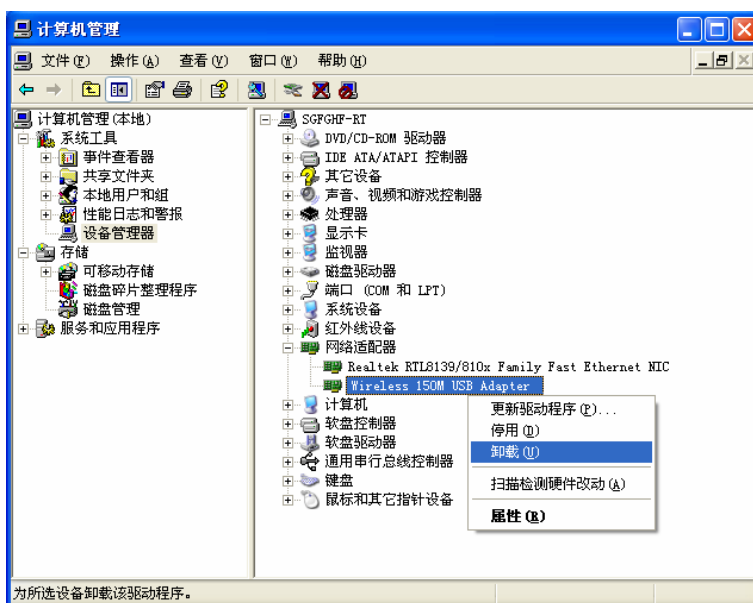 计算机管理
文件(F) 操作(A) 查看(V) 窗口(W) 帮助(H)
计算机管理(本地)
系统工具
事件查看器
共享文件夹
本地用户和组
性能日志和警报
设备管理器
存储
可移动存储
磁盘碎片整理程序
磁盘管理
服务和应用程序
SGFGHF-RT
DVD/CD-ROM 驱动器
IDE ATA/ATAPI 控制器
其它设备
声音、视频和游戏控制器
处理器
显示卡
监视器
磁盘驱动器
端口 (COM 和 LPT)
系统设备
红外线设备
网络适配器
Realtek RTL8139/810x Family Fast Ethernet NIC
Wireless 150M USB Adapter
计算机
软盘控制器
软盘驱动器
通用串行总线控制器
键盘
鼠标和其它指针设备
更新驱动程序(P)...
停用(D)
卸载(U)
扫描检测硬件改动(A)
属性(R)
为所选设备卸载该驱动程序。